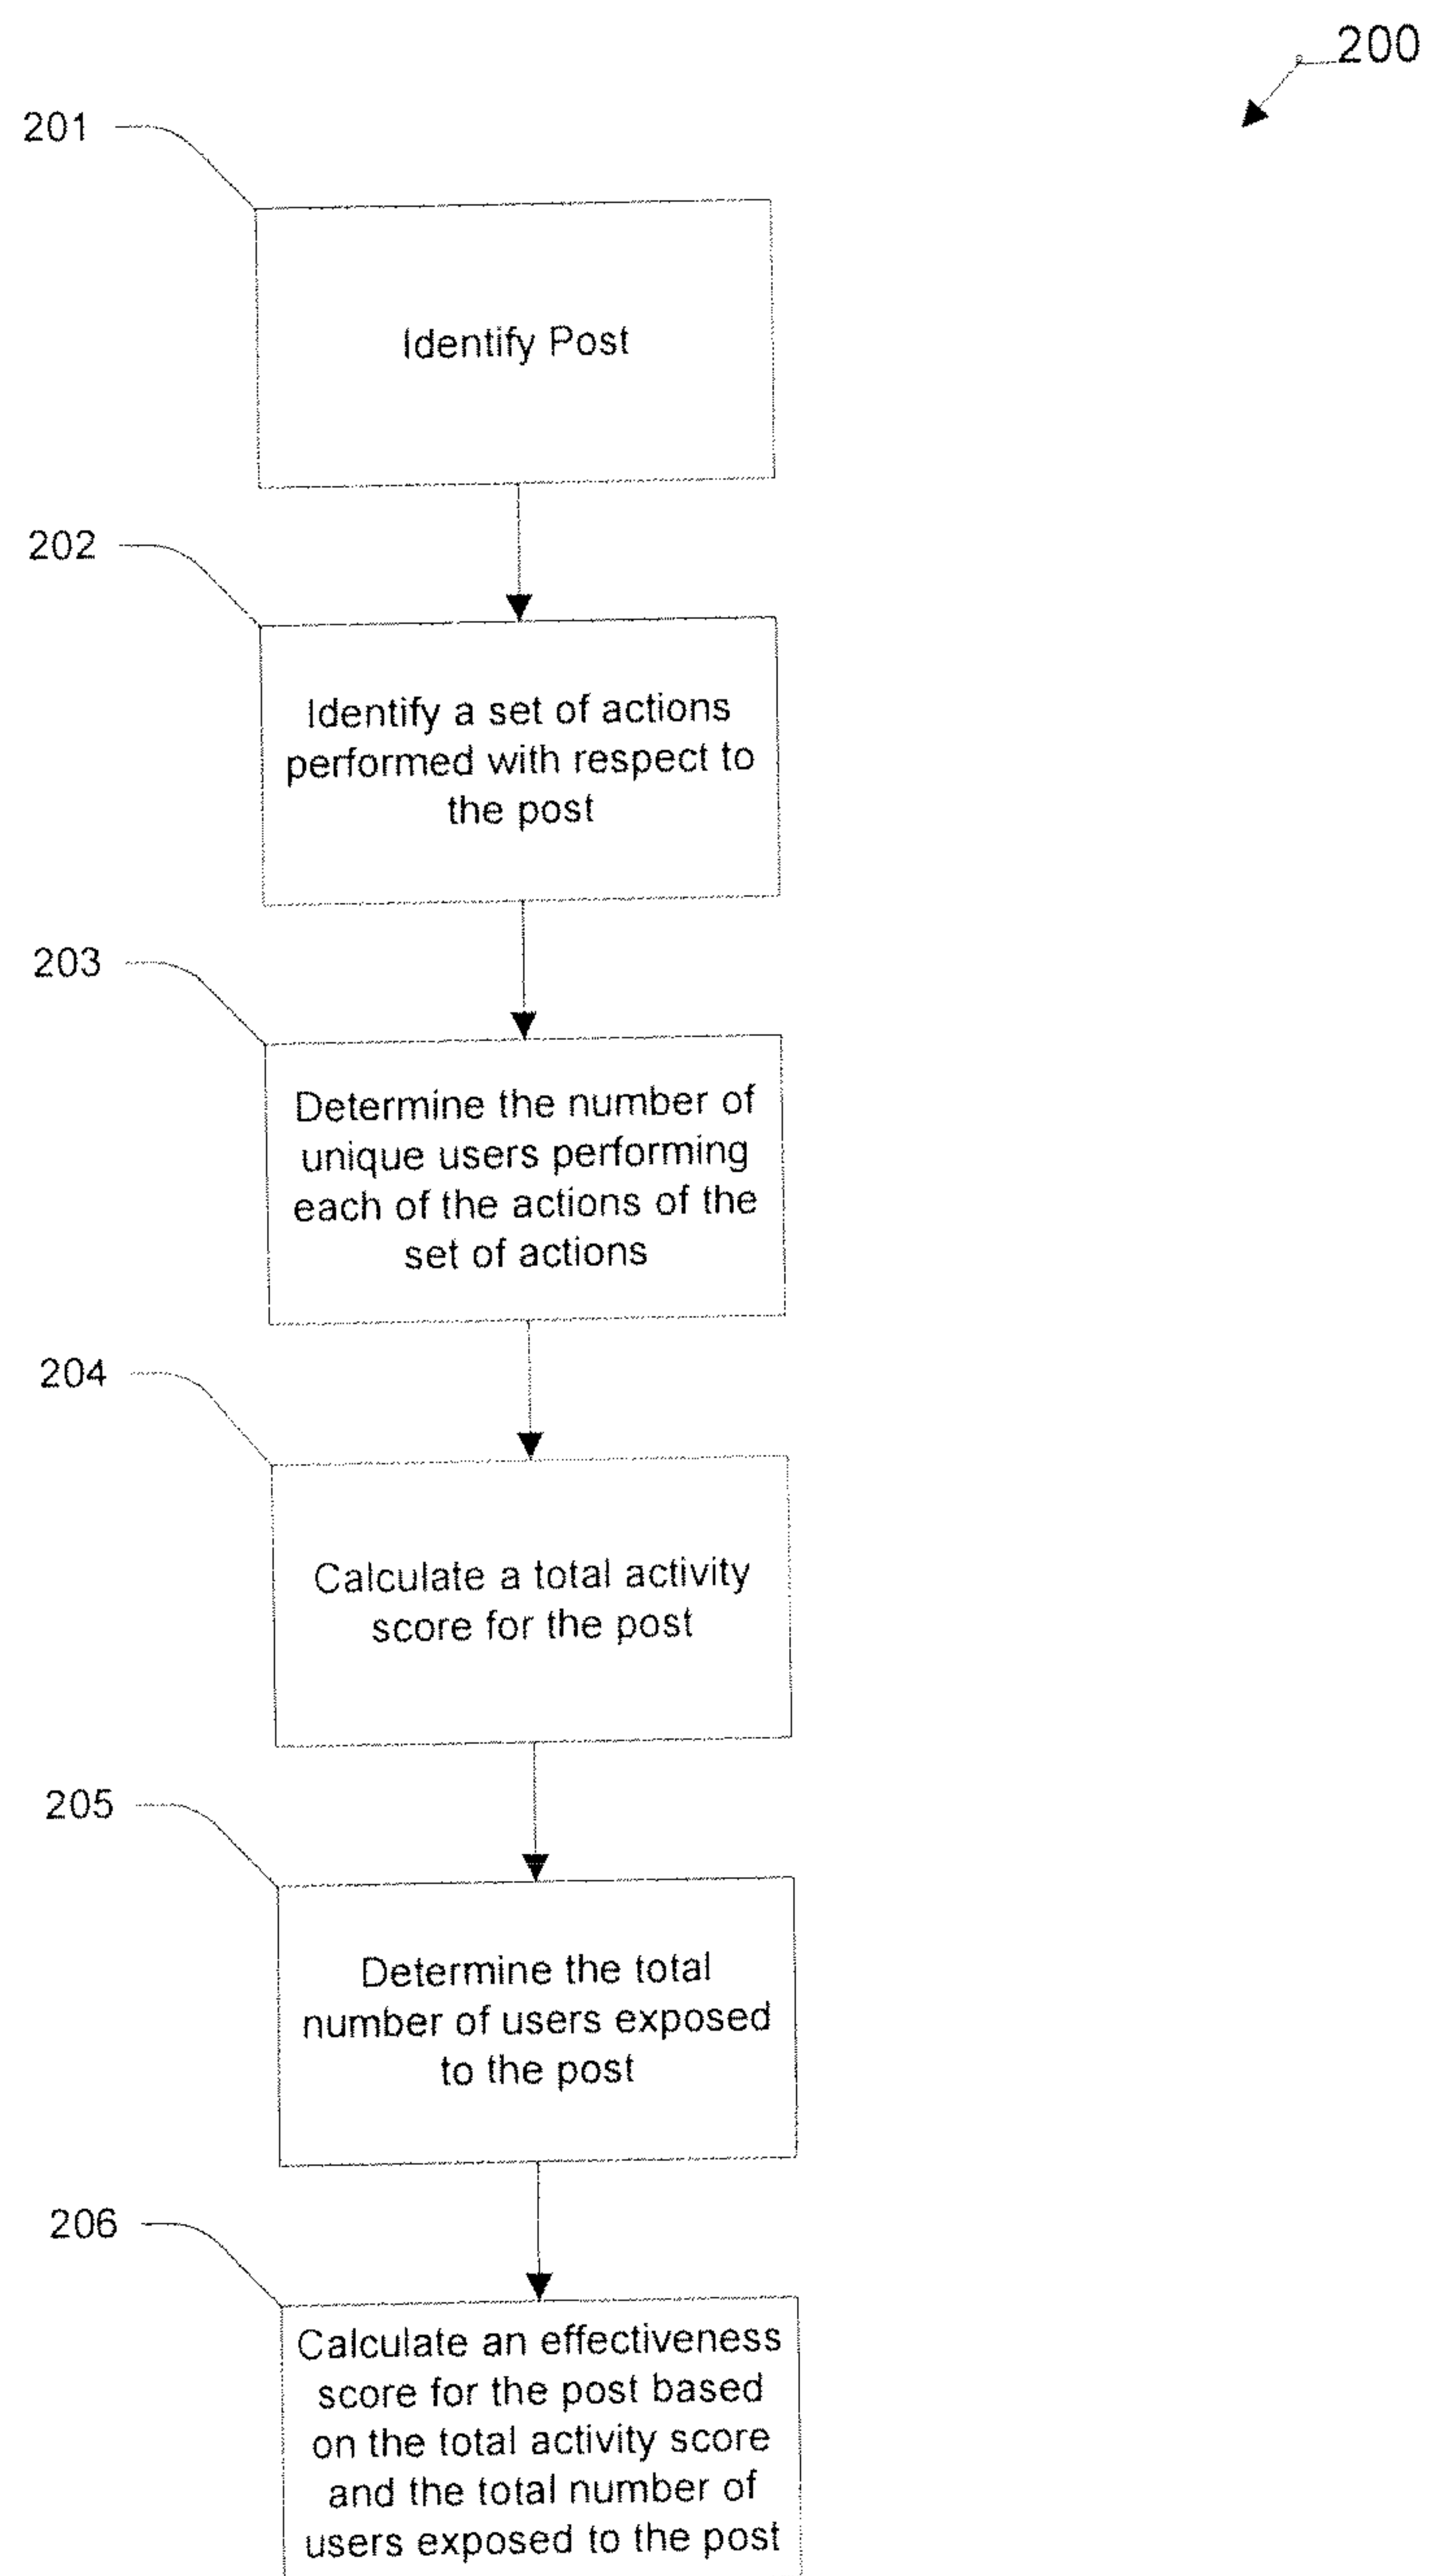 200
201
Identify Post
202
Identify a set of actions
performed with respect to
the post
203
Determine the number of
unique users performing
each of the actions of the
set of actions
204
Calculate a total activity
score for the post
205
Determine the total
number of users exposed
to the post
206
Calculate an effectiveness
score for the post based
on the total activity score
and the total number of
users exposed to the post